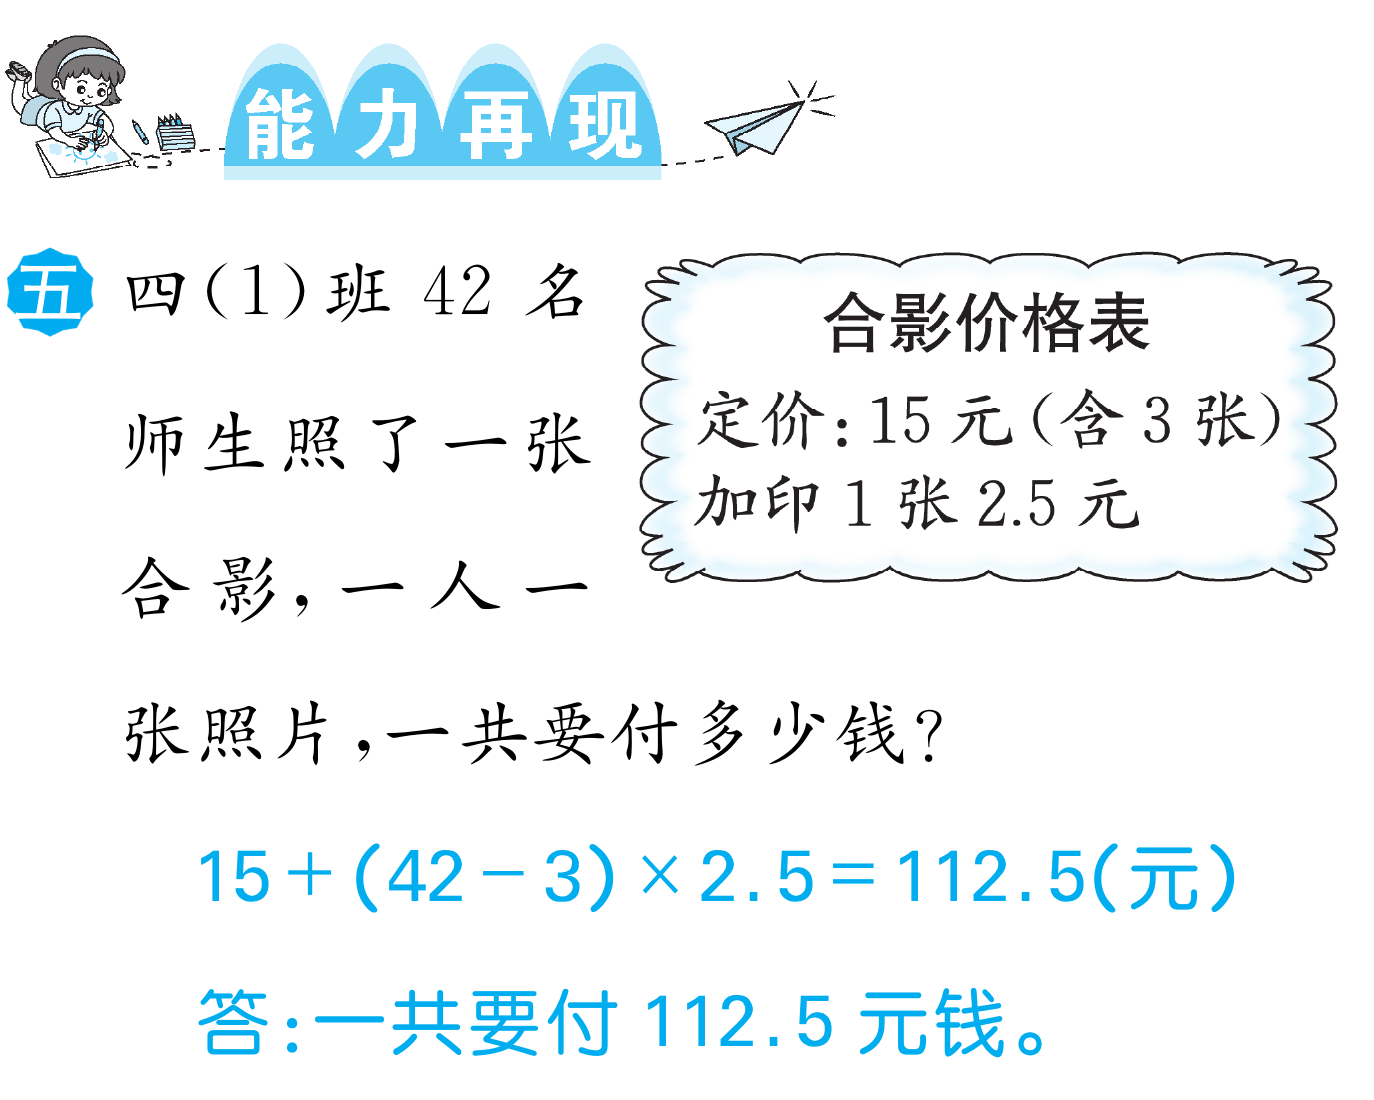 能力再现
五 四(1)班 42 名
师生照了一张
合影,一人一
张照片,一共要付多少钱?
合影价格表
定价:15 元(含 3 张)
加印 1 张 2.5 元
15+(42-3)×2.5=112.5(元)
答:一共要付 112.5 元钱。